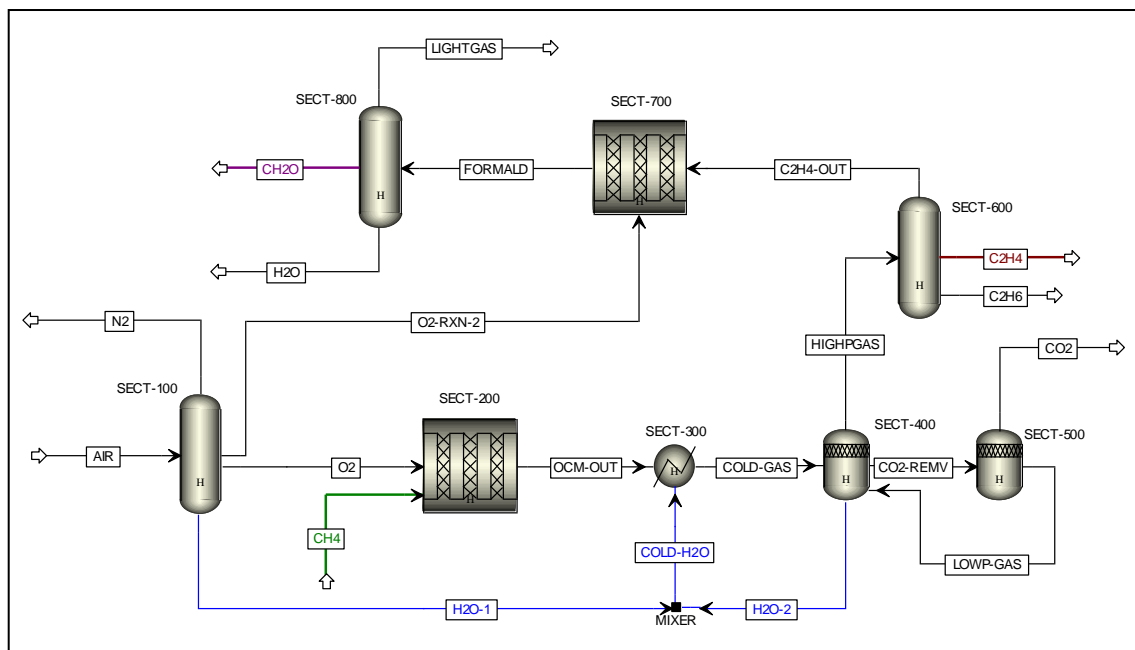 LIGHTGAS
SECT-800
SECT-700
CH2O
FORMALD
C2H4-OUT
SECT-600
H
H
H2O
C2H4
H
C2H6
N2
O2-RXN-2
HIGHPGAS
CO2
SECT-100
SECT-200
SECT-300
SECT-400
SECT-500
AIR
O2
OCM-OUT
H
COLD-GAS
CO2-REMV
H
H
H
H
CH4
COLD-H2O
LOWP-GAS
H2O-1
H2O-2
MIXER